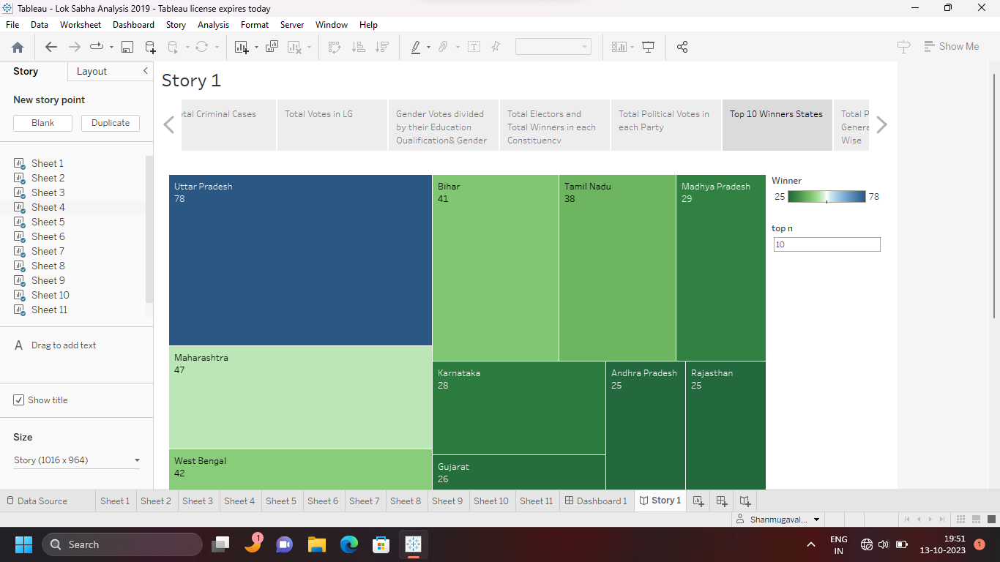 Tableau - Lok Sabha Analysis 2019 - Tableau license expires today
File Data Worksheet Dashboard Story Analysis Format Server Window Help
Show Me
Story Layout
New story point
Blank Duplicate
Sheet 1
Sheet 2
Sheet 3
Sheet 4
Sheet 5
Sheet 6
Sheet 7
Sheet 8
Sheet 9
Sheet 10
Sheet 11
A Drag to add text
Show title
Size
Story (1016 x 964)
Story 1
tal Criminal Cases
Total Votes in LG
Gender Votes divided
by their Education
Qualification& Gender
Total Electors and
Total Winners in each
Constituency
Total Political Votes in
each Party
Top 10 Winners States
Total P
Genera
Wise
Uttar Pradesh
78
Maharashtra
47
West Bengal
42
Bihar
41
Tamil Nadu
38
Madhya Pradesh
29
Karnataka
28
Gujarat
26
Andhra Pradesh
25
Rajasthan
25
Winner
25 78
top n
10
Data Source Sheet 1 Sheet 2 Sheet 3 Sheet 4 Sheet 5 Sheet 6 Sheet 7 Sheet 8 Sheet 9 Sheet 10 Sheet 11 Dashboard 1 Story 1
Shanmugaval...
Search
1
ENG
IN
19:51
13-10-2023
1